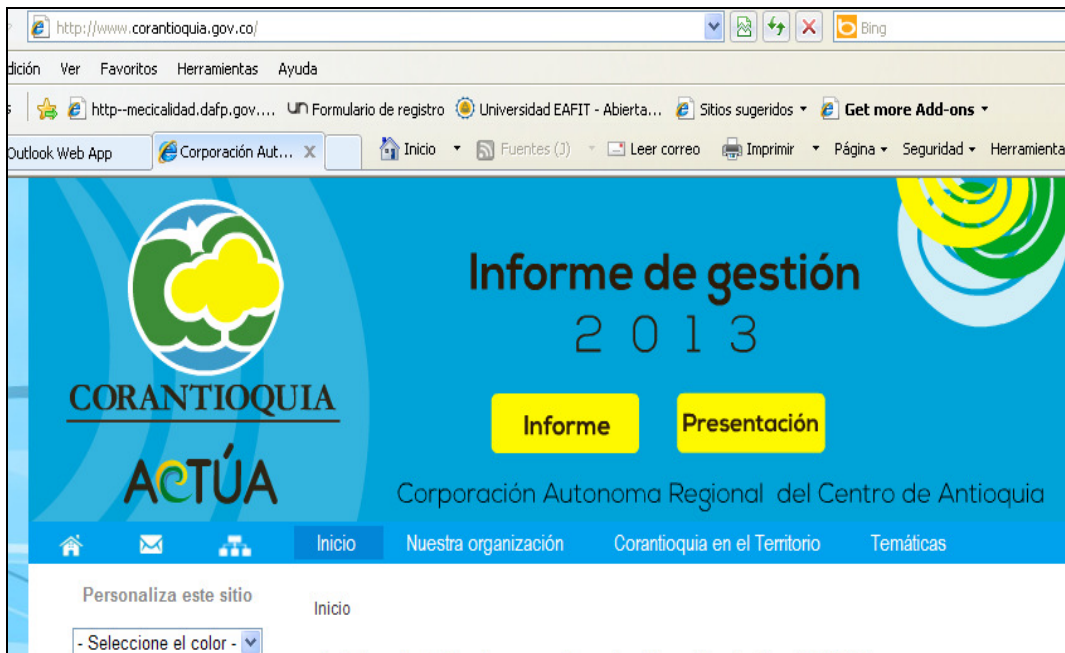 http://www.corantioquia.gov.co/
Bing
dición Ver Favoritos Herramientas Ayuda
s http--mecicalidad.dafp.gov.... Formulario de registro Universidad EAFIT - Abierta... Sitios sugeridos Get more Add-ons
Outlook Web App Corporación Aut... X Inicio Fuentes (J) Leer correo Imprimir Página Seguridad Herramienta
Informe de gestión
2013
CORANTIOQUIA
Informe Presentación
ACTÚA
Corporación Autonoma Regional del Centro de Antioquia
Inicio Nuestra organización Corantioquia en el Territorio Temáticas
Personaliza este sitio
Inicio
- Seleccione el color -